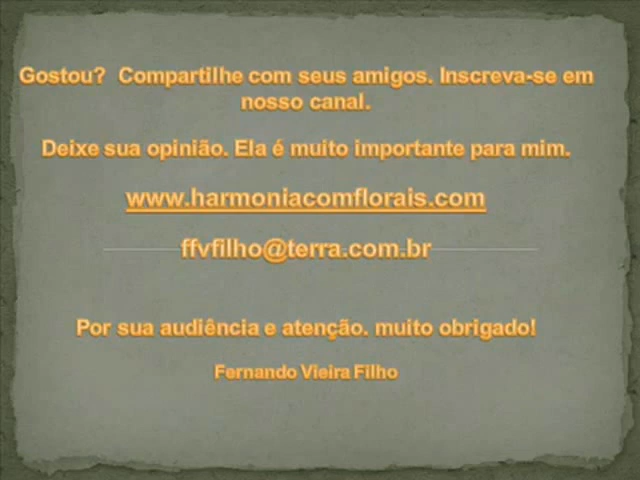 Gostou? Compartilhe com seus amigos. Inscreva-se em
nosso canal.
Deixe sua opinião. Ela é muito importante para mim.
www.harmoniacomflorais.com
ffvfilho@terra.com.br
Por sua audiência e atenção. muito obrigado!
Fernando Vieira Filho